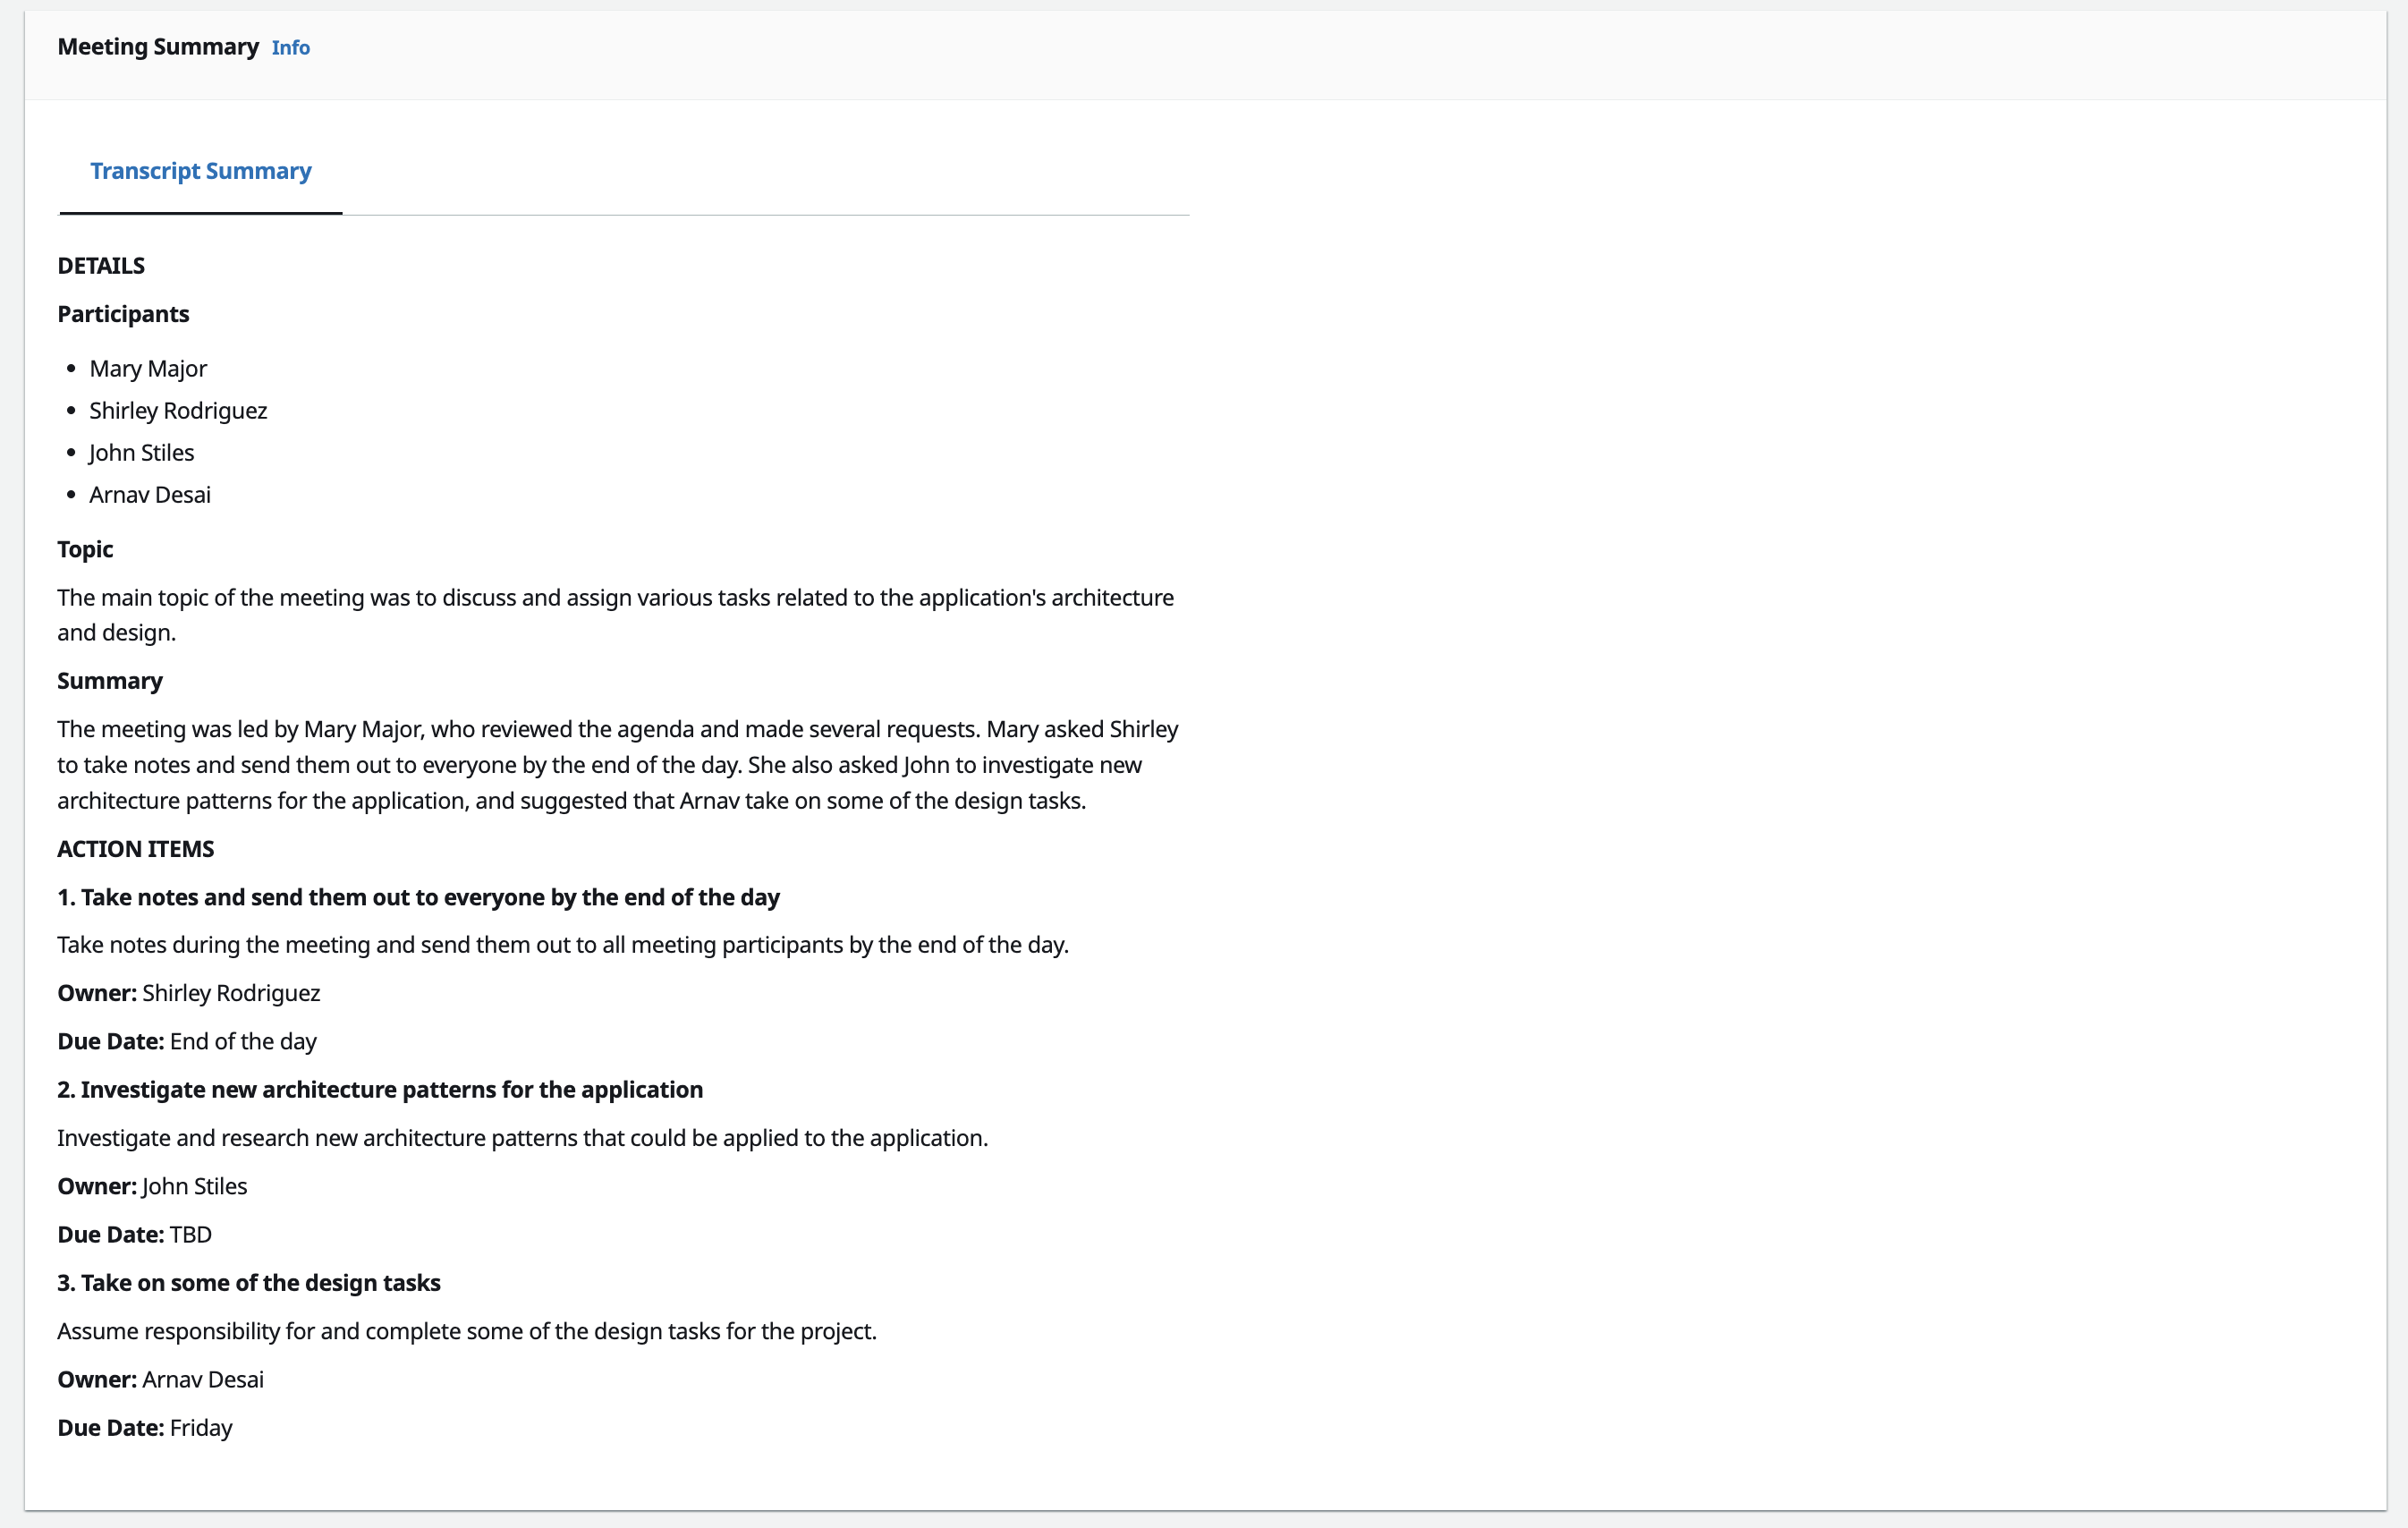 Meeting Summary Info
Transcript Summary
DETAILS
Participants
Mary Major
Shirley Rodriguez
John Stiles
Arnav Desai
Topic
The main topic of the meeting was to discuss and assign various tasks related to the application's architecture
and design.
Summary
The meeting was led by Mary Major, who reviewed the agenda and made several requests. Mary asked Shirley
to take notes and send them out to everyone by the end of the day. She also asked John to investigate new
architecture patterns for the application, and suggested that Arnav take on some of the design tasks.
ACTION ITEMS
1. Take notes and send them out to everyone by the end of the day
Take notes during the meeting and send them out to all meeting participants by the end of the day.
Owner: Shirley Rodriguez
Due Date: End of the day
2. Investigate new architecture patterns for the application
Investigate and research new architecture patterns that could be applied to the application.
Owner: John Stiles
Due Date: TBD
3. Take on some of the design tasks
Assume responsibility for and complete some of the design tasks for the project.
Owner: Arnav Desai
Due Date: Friday